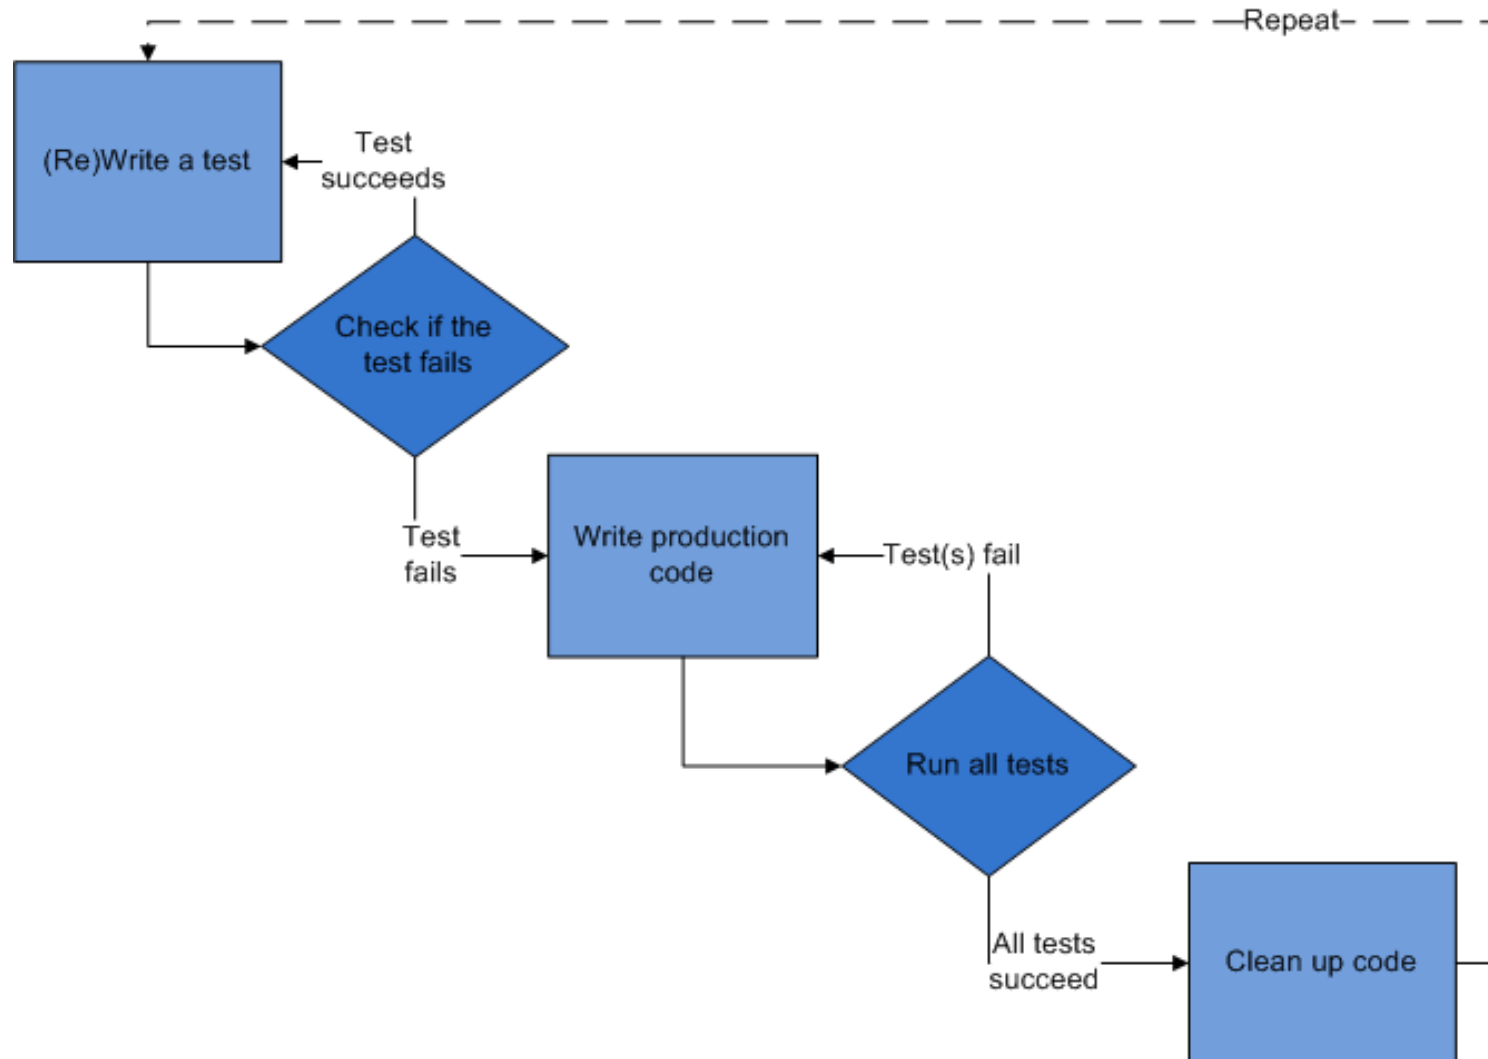 Repeat
(Re)Write a test
Test
succeeds
Check if the
test fails
Test
fails
Write production
code
Test(s) fail
Run all tests
All tests
succeed
Clean up code